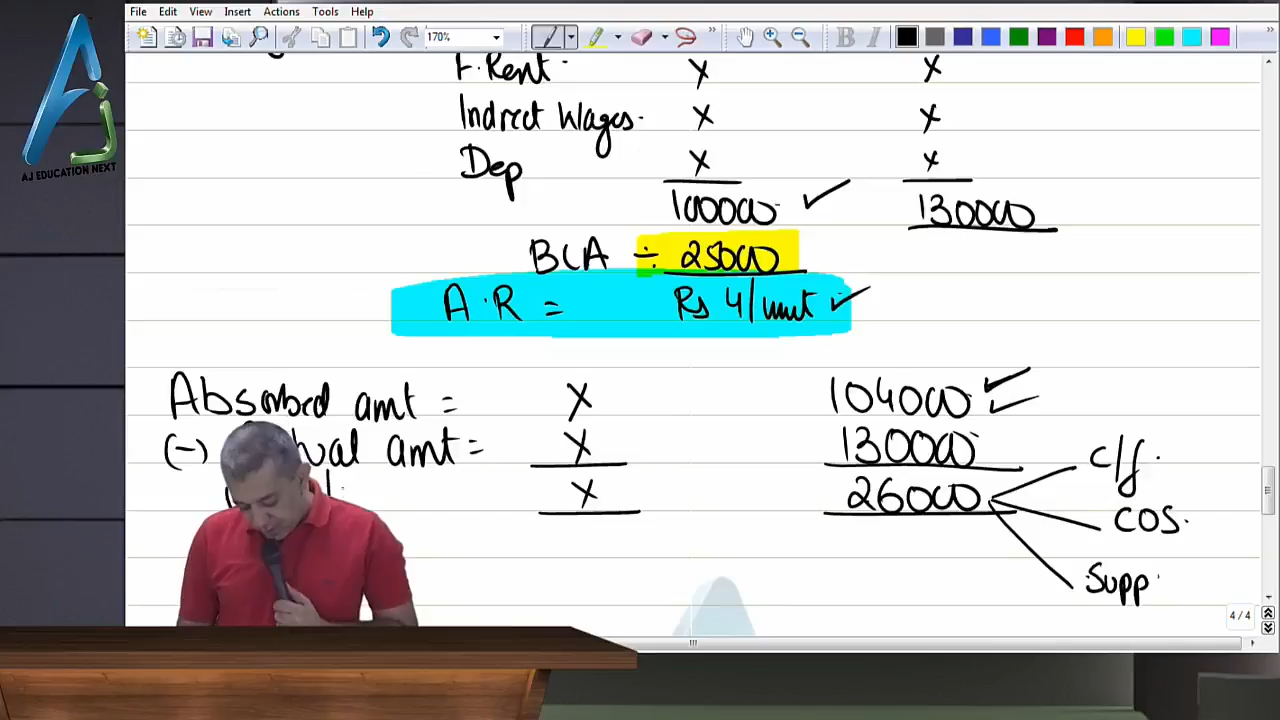 AJ EDUCATION NEXT
File Edit View Insert Actions Tools Help
170%
B I
F. Rent. X X
Indrect Wages. X X
Dep X X
100000 ✓ 130000
BCA ÷ 25000
A.R = Rs 4/unit ✓
Absorbed amt = X 104000 ✓
(-) amt = X 130000
X 26000
c/f.
COS.
Supp
4 / 4